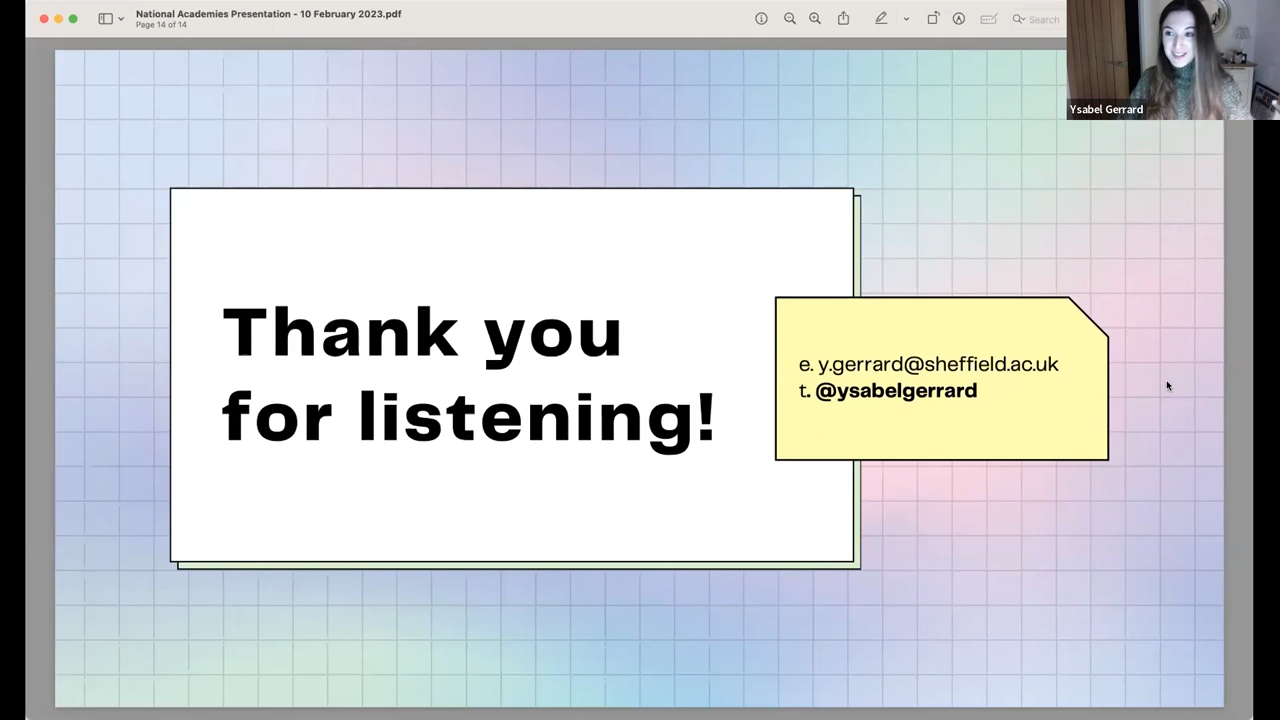 National Academies Presentation - 10 February 2023.pdf
Page 14 of 14
Search
Ysabel Gerrard
Thank you
for listening!
e. y.gerrard@sheffield.ac.uk
t. @ysabelgerrard